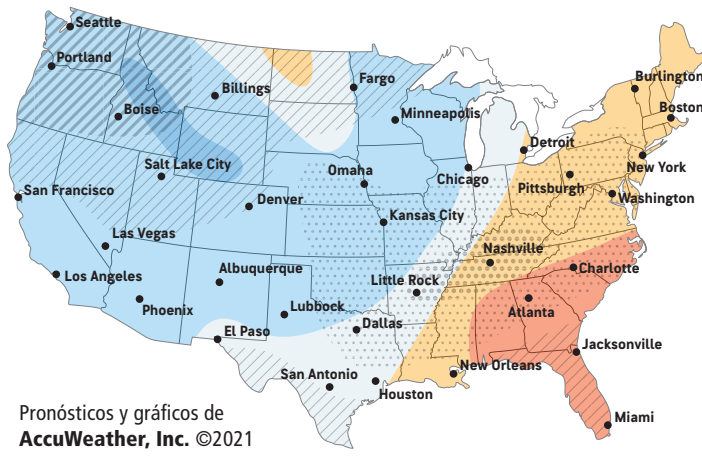 Seattle
Portland
Fargo
Burlington
Billings
Boise
Minneapolis
Boston
Detroit
Salt Lake City
Omaha
New York
Chicago
Pittsburgh
San Francisco
Denver
Washington
Kansas City
Las Vegas
Nashville
Los Angeles
Albuquerque
Little Rock
Charlotte
Phoenix
Lubbock
Atlanta
El Paso
Dallas
Jacksonville
San Antonio
New Orleans
Houston
Miami
Pronósticos y gráficos de
AccuWeather, Inc. ©2021